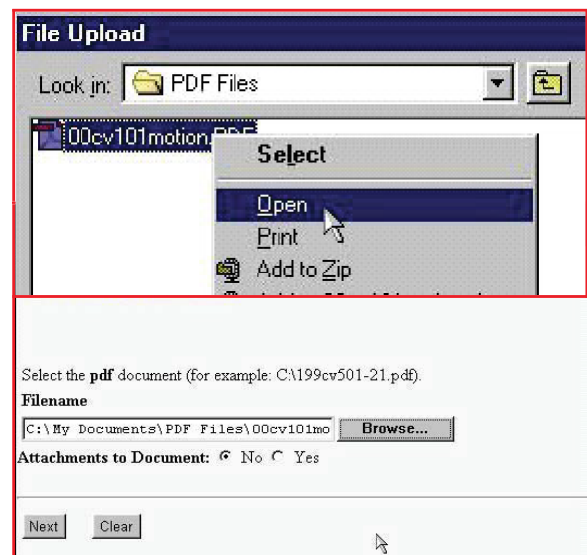 File Upload
Look in: PDF Files
00cv101motion.PDF
Select
Open
Print
Add to Zip
Select the pdf document (for example: C:\199cv501-21.pdf).
Filename
C:\My Documents\PDF Files\00cv101mo Browse...
Attachments to Document: No Yes
Next Clear